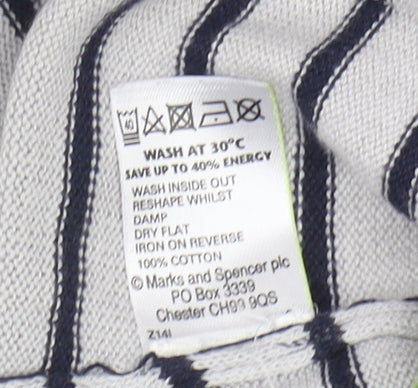 40
WASH AT 30°C
SAVE UP TO 40% ENERGY
WASH INSIDE OUT
RESHAPE WHILST
DAMP
DRY FLAT
IRON ON REVERSE
100% COTTON
© Marks and Spencer plc
PO Box 3339
Chester CH99 9QS
Z14I